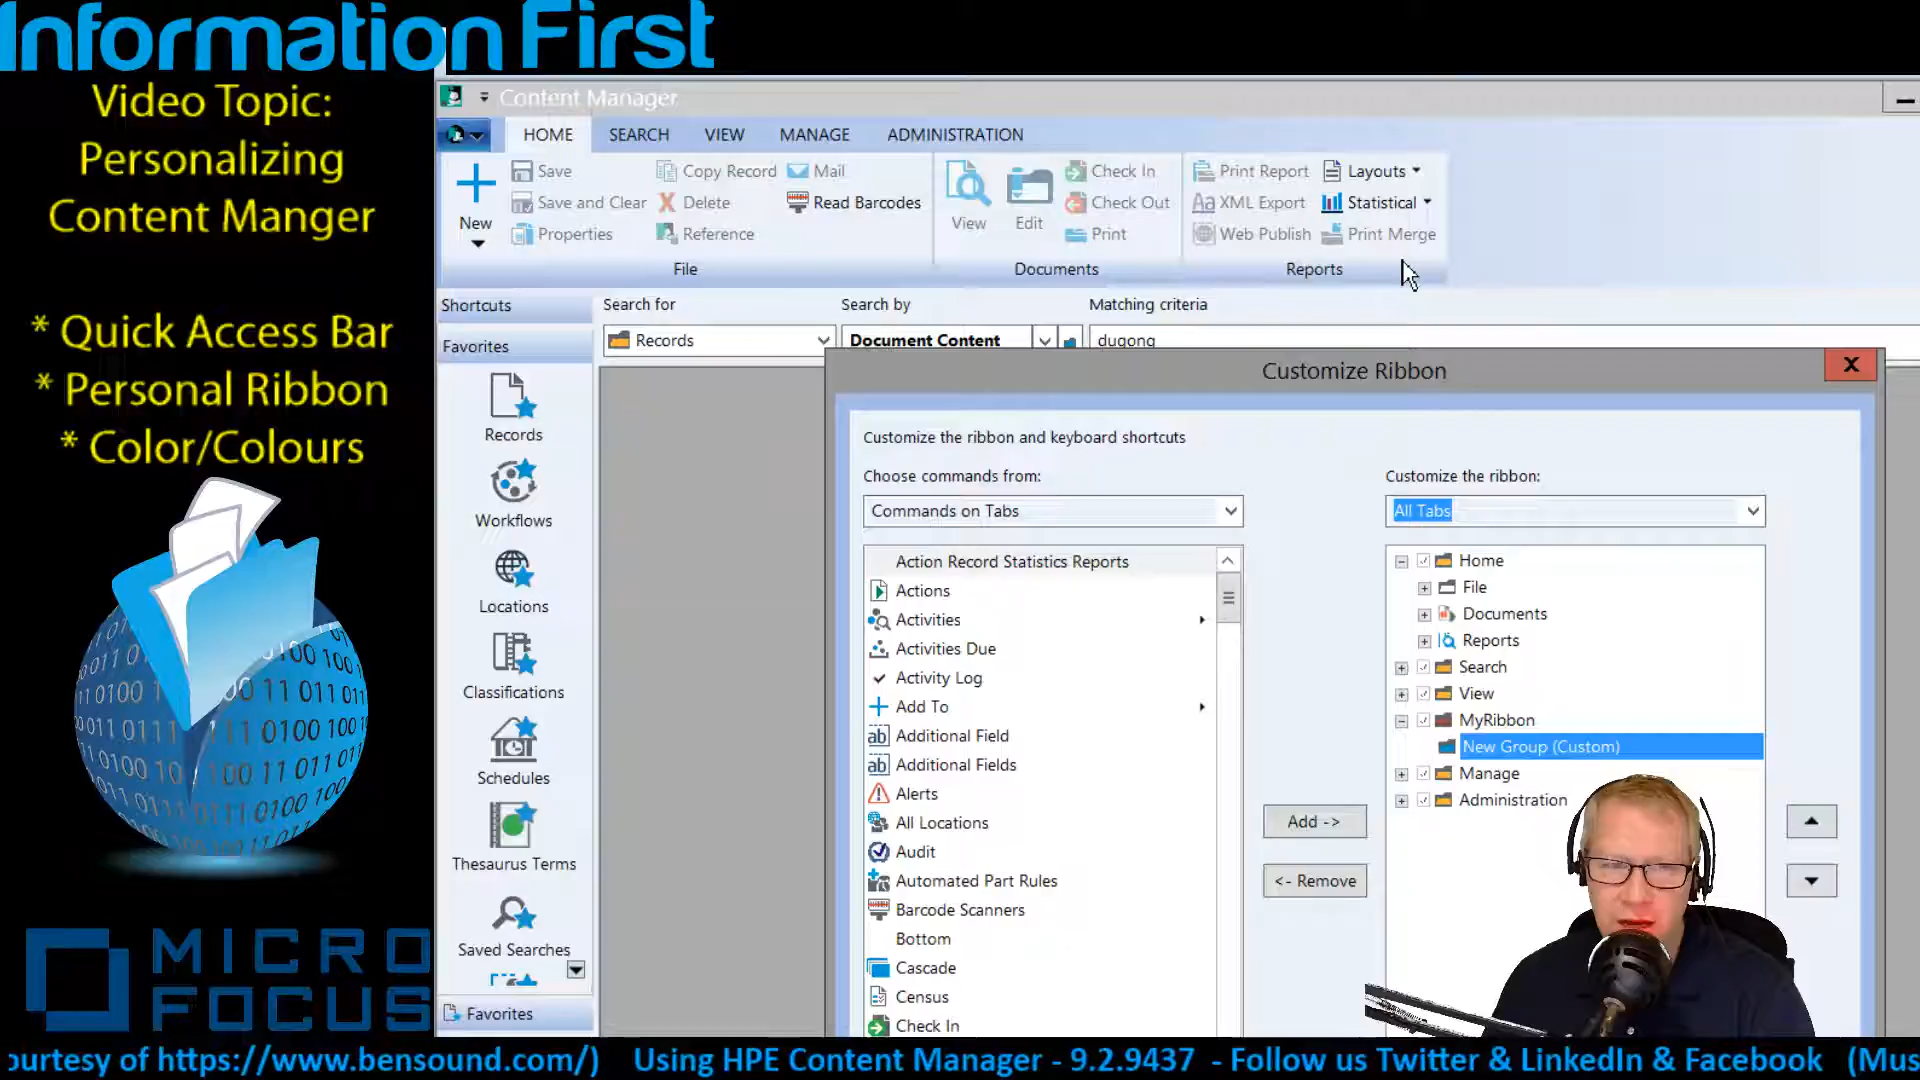 Information First
Video Topic:
Personalizing
Content Manger
* Quick Access Bar
* Personal Ribbon
* Color/Colours
MICRO
FOCUS
Content Manager
HOME SEARCH VIEW MANAGE ADMINISTRATION
New
Save
Save and Clear
Properties
Copy Record
Delete
Reference
Mail
Read Barcodes
File
View
Edit
Check In
Check Out
Print
Documents
Print Report
XML Export
Web Publish
Layouts
Statistical
Print Merge
Reports
Shortcuts
Favorites
Records
Workflows
Locations
Classifications
Schedules
Thesaurus Terms
Saved Searches
Favorites
Search for
Records
Search by
Document Content
Matching criteria
dugong
Customize Ribbon
X
Customize the ribbon and keyboard shortcuts
Choose commands from:
Commands on Tabs
Action Record Statistics Reports
Actions
Activities
Activities Due
Activity Log
Add To
Additional Field
Additional Fields
Alerts
All Locations
Audit
Automated Part Rules
Barcode Scanners
Bottom
Cascade
Census
Check In
Add ->
<- Remove
Customize the ribbon:
All Tabs
Home
File
Documents
Reports
Search
View
MyRibbon
New Group (Custom)
Manage
Administration
ourtesy of https://www.bensound.com/) Using HPE Content Manager - 9.2.9437 - Follow us Twitter & LinkedIn & Facebook (Mus